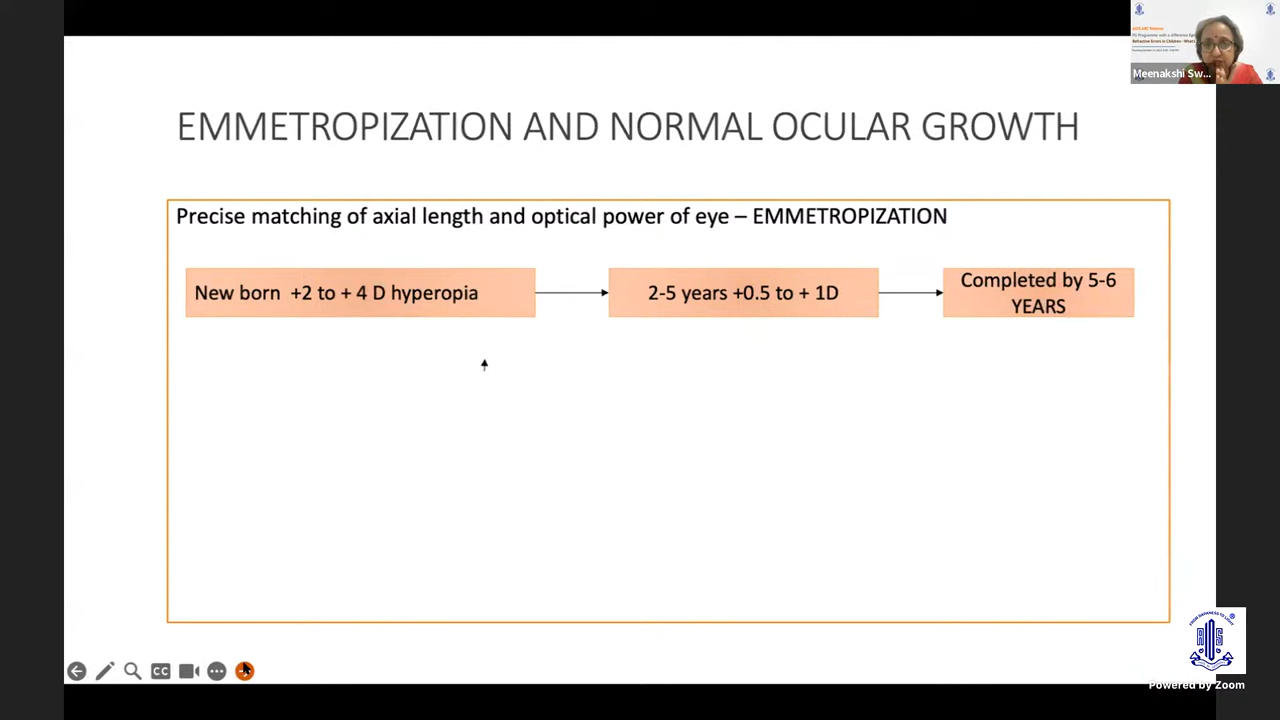 Meenakshi Sw...
EMMETROPIZATION AND NORMAL OCULAR GROWTH
Precise matching of axial length and optical power of eye – EMMETROPIZATION
New born  +2 to + 4 D hyperopia
2-5 years +0.5 to + 1D
Completed by 5-6
YEARS
CC
Powered by Zoom